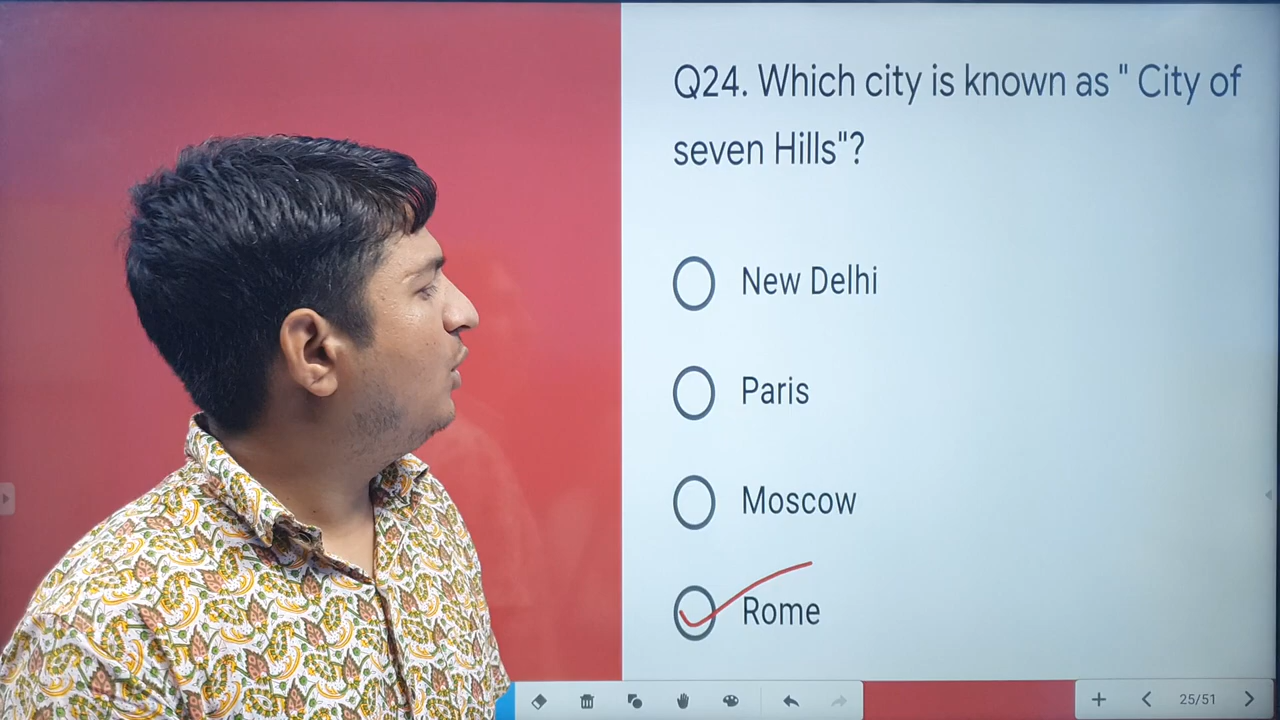 Q24. Which city is known as " City of
seven Hills"?
New Delhi
Paris
Moscow
Rome
25/51